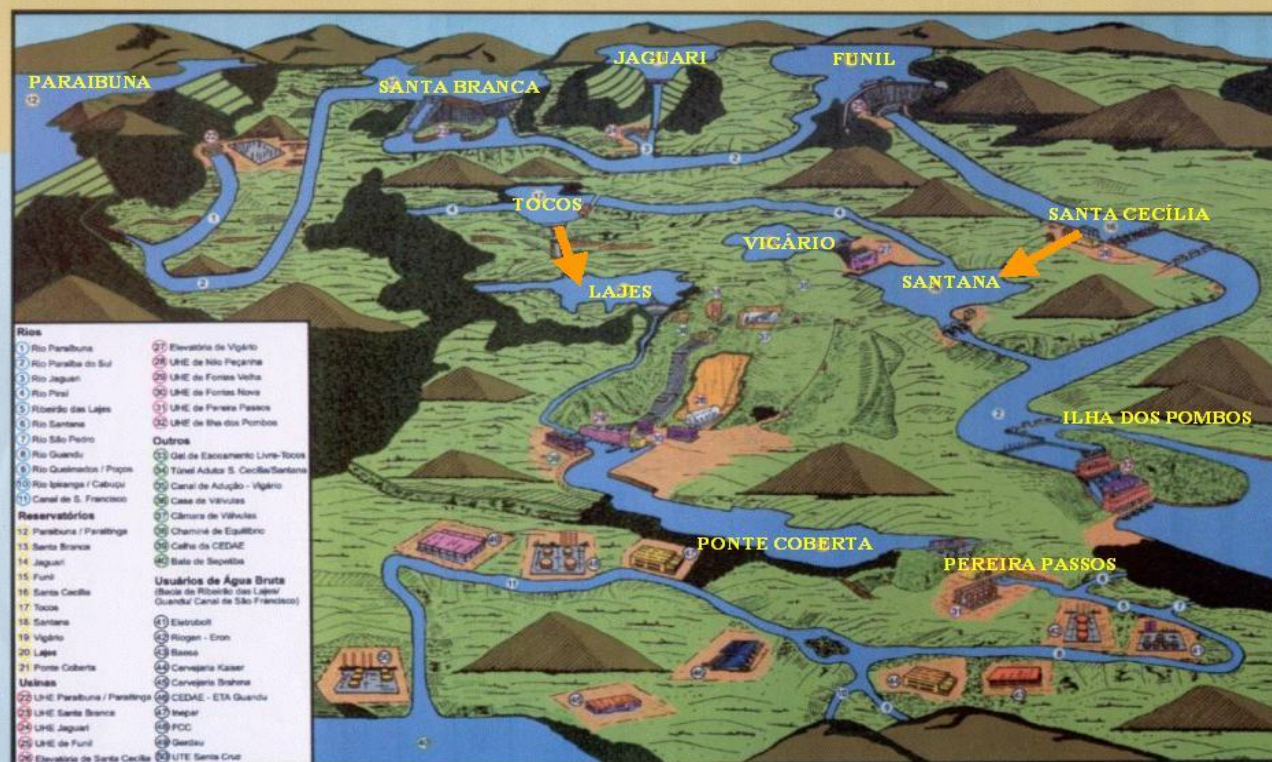 PARAIBUNA
SANTA BRANCA
JAGUARI
FUNIL
TOCOS
LAJES
VIGÁRIO
SANTANA
SANTA CECÍLIA
ILHA DOS POMBOS
PONTE COBERTA
PEREIRA PASSOS
Rios
1 Rio Paraibuna
2 Rio Paraíba do Sul
3 Rio Jaguari
4 Rio Piraí
5 Ribeirão das Lajes
6 Rio Santana
7 Rio São Pedro
8 Rio Guandu
9 Rio Queimados / Poços
10 Rio Ipiranga / Cabuçu
11 Canal de S. Francisco
Reservatórios
12 Paraibuna / Paraitinga
13 Santa Branca
14 Jaguari
15 Funil
16 Santa Cecília
17 Tocos
18 Santana
19 Vigário
20 Lajes
21 Ponte Coberta
Usinas
22 UHE Paraibuna / Paraitinga
23 UHE Santa Branca
24 UHE Jaguari
25 UHE de Funil
26 Elevatória de Santa Cecília
27 Elevatória de Vigário
28 UHE de Nilo Peçanha
29 UHE de Fontes Velha
30 UHE de Fontes Nova
31 UHE de Pereira Passos
32 UHE de Ilha dos Pombos
Outros
33 de Escoamento Livre-Tocos
34 Túnel Adutor S. Cecília/Santana
35 Canal de Adução - Vigário
36 Casa de Válvulas
37 Câmara de Válvulas
38 Chaminé de Equilíbrio
39 Calha da CEDAE
40 Baía de Sepetiba
Usuários de Água Bruta
(Bacia de Ribeirão das Lajes/
Guandu/ Canal de São Francisco)
41 Eletrobolt
42 Riogen - Eron
43
44 Cervejaria Kaiser
45 Cervejaria Brahma
46 CEDAE - ETA Guandu
47 Inepar
48 FCC
49 Gerdau
50 UTE Santa Cruz